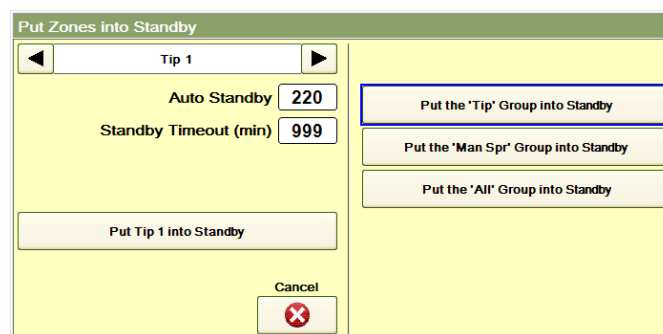 Put Zones into Standby
Tip 1
Auto Standby 220
Standby Timeout (min) 999
Put Tip 1 into Standby
Cancel
Put the 'Tip' Group into Standby
Put the 'Man Spr' Group into Standby
Put the 'All' Group into Standby